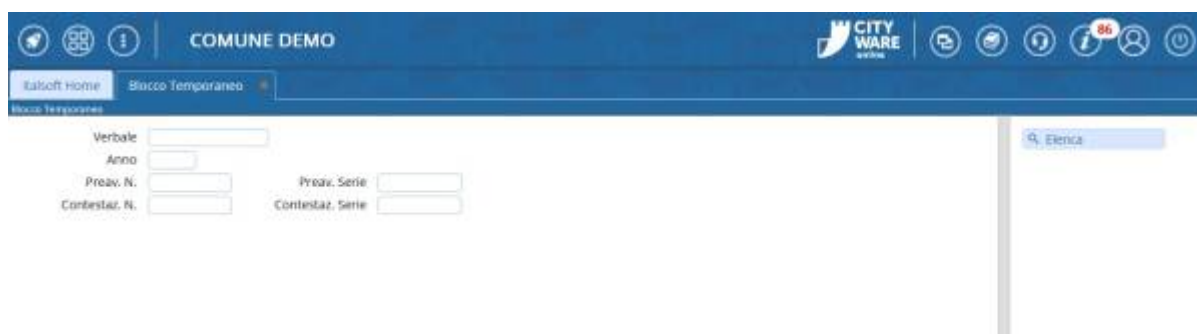 COMUNE DEMO
CITY
WARE
online
86
Italsoft Home
Blocco Temporaneo
Blocco Temporaneo
Verbale
Elenca
Anno
Preav. N.
Preav. Serie
Contestaz. N.
Contestaz. Serie